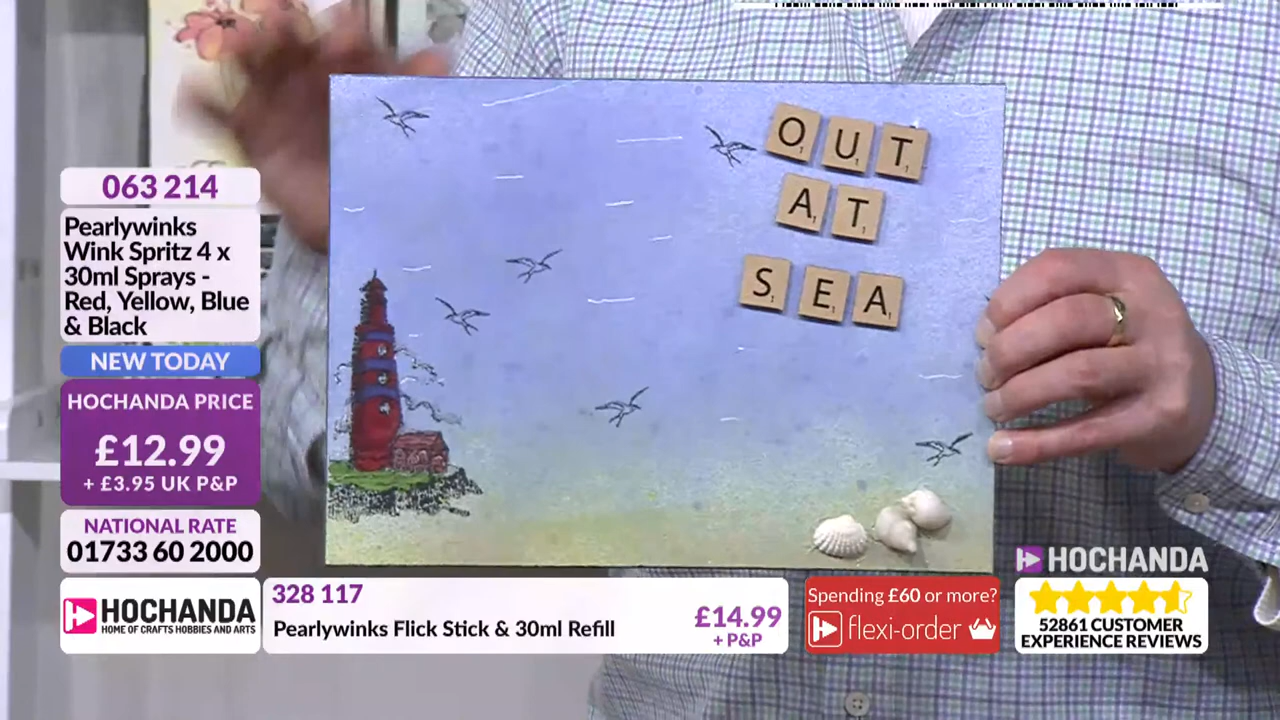 OUT
AT
SEA
063 214
Pearlywinks
Wink Spritz 4 x
30ml Sprays -
Red, Yellow, Blue
& Black
NEW TODAY
HOCHANDA PRICE
£12.99
+ £3.95 UK P&P
NATIONAL RATE
01733 60 2000
HOCHANDA
HOME OF CRAFTS HOBBIES AND ARTS
328 117
Pearlywinks Flick Stick & 30ml Refill
£14.99
+ P&P
Spending £60 or more?
flexi-order
HOCHANDA
52861 CUSTOMER
EXPERIENCE REVIEWS